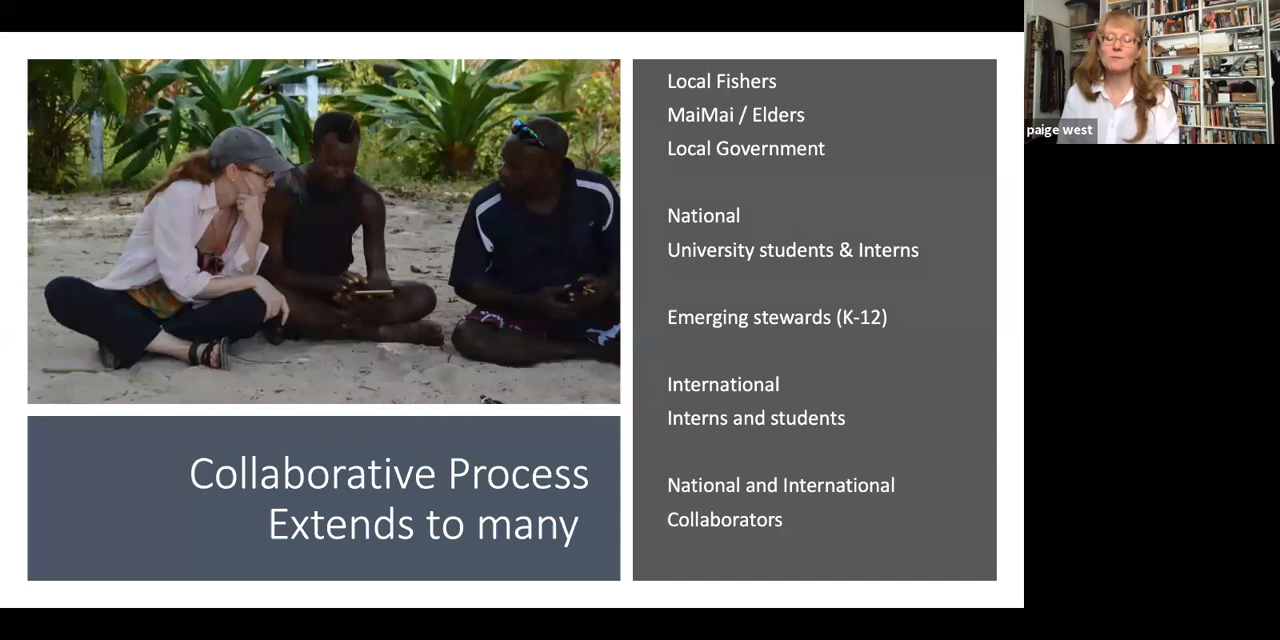 Local Fishers
MaiMai / Elders
Local Government
National
University students & Interns
Emerging stewards (K-12)
International
Interns and students
National and International
Collaborators
Collaborative Process
Extends to many
paige west